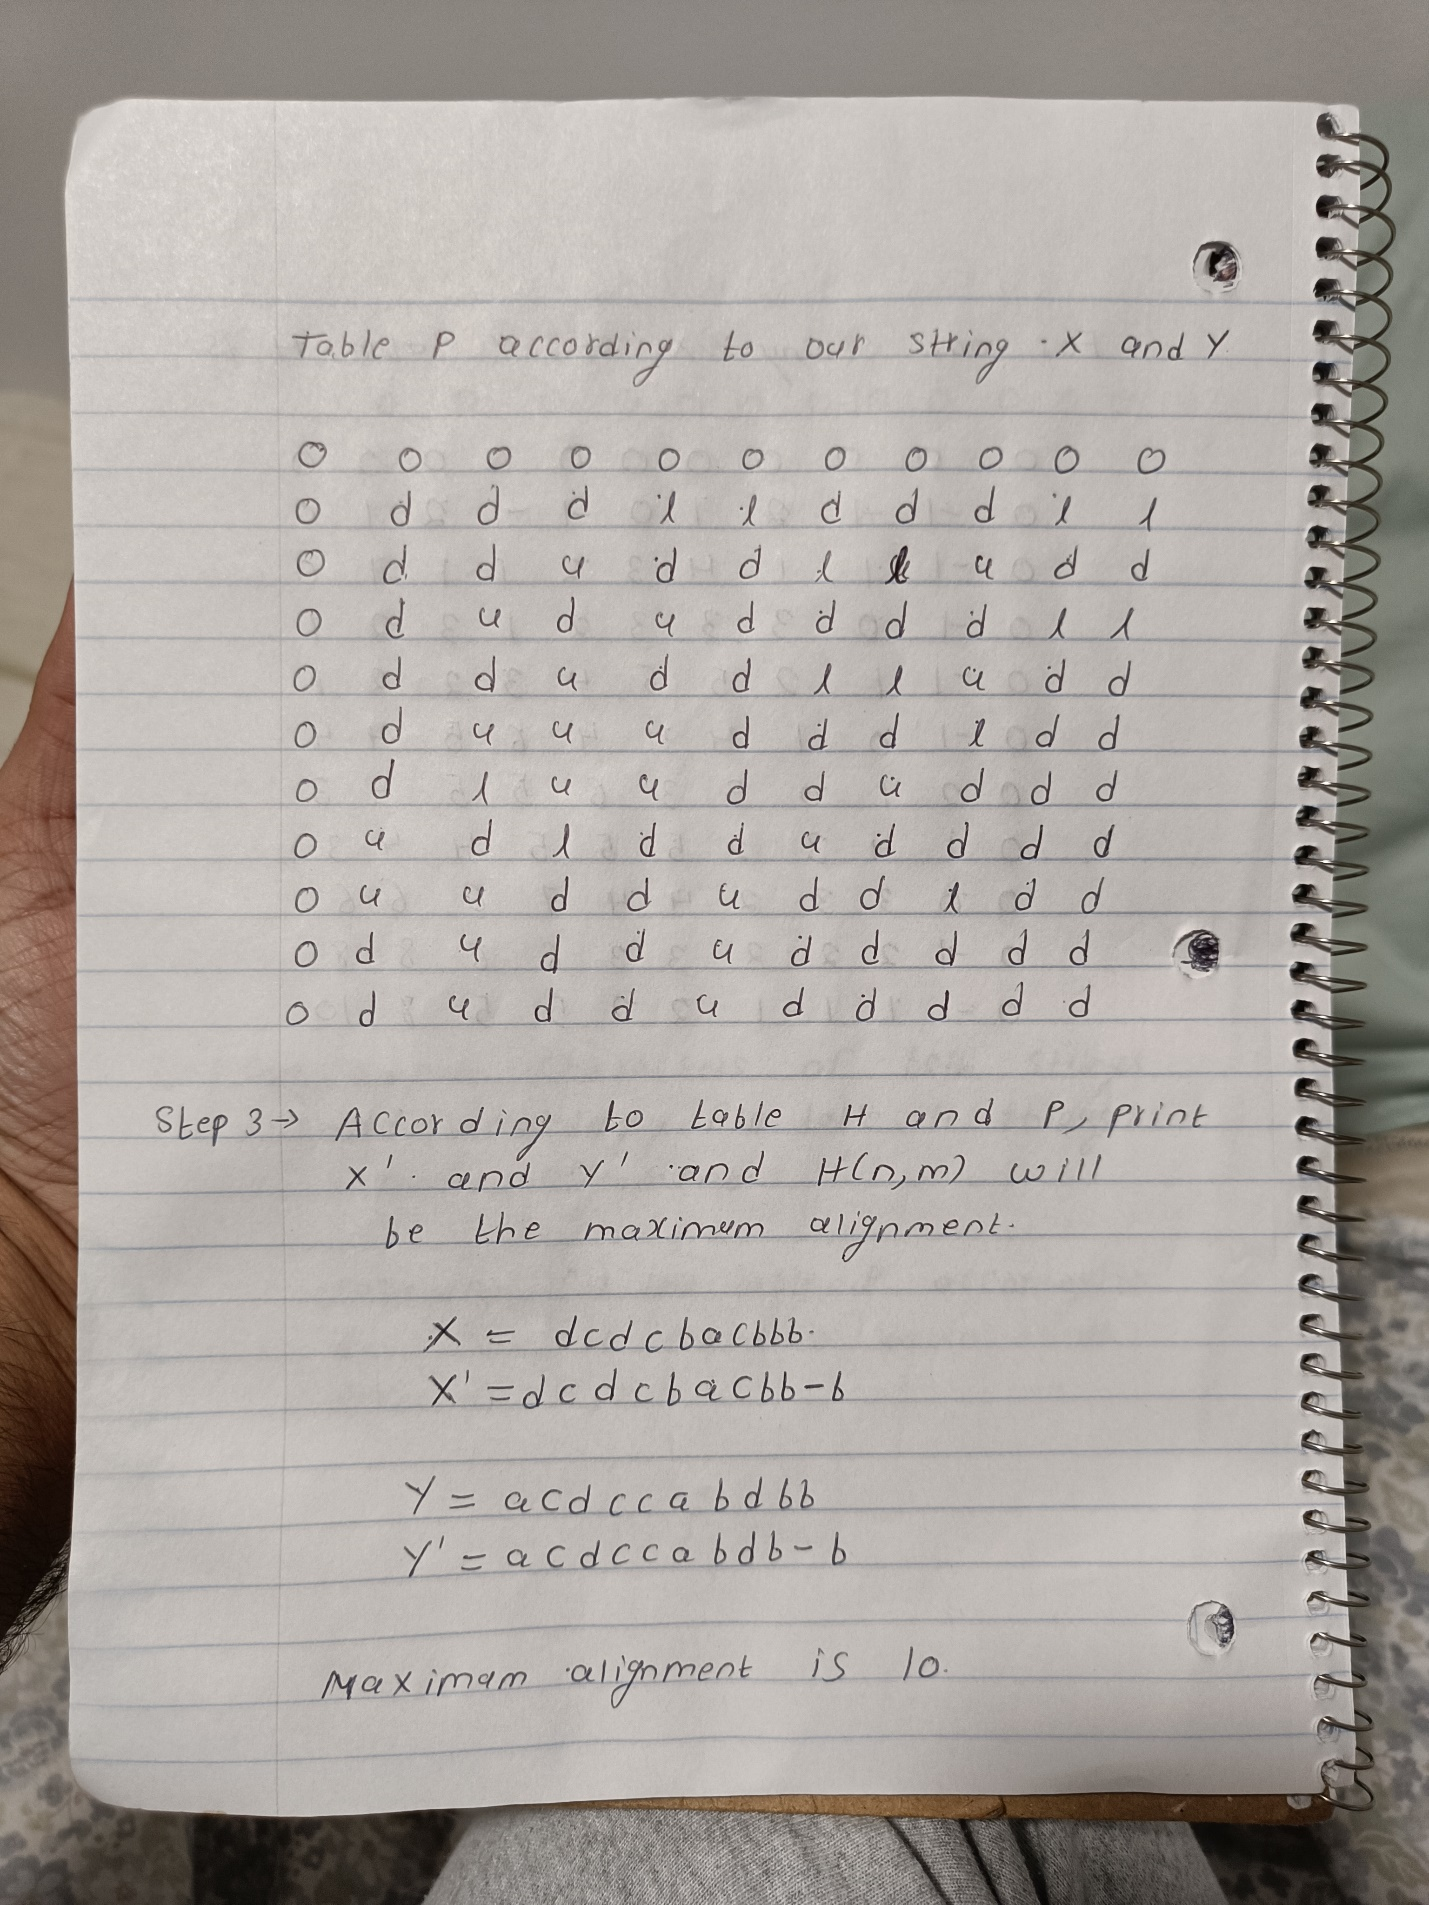 Table P according to our string X and Y
0 0 0 0 0 0 0 0 0 0 0
0 d d d l l d d d l l
0 d d u d d l l u d d
0 d u d u d d d d l l
0 d d u d d l l u d d
0 d u u u d d d l d d
0 d l u u d d u d d d
0 u d l d d u d d d d
0 u u d d u d d l d d
0 d u d d u d d d d d
0 d u d d u d d d d d
Step 3 → According to table H and P, print
X' and Y' and H(n,m) will
be the maximum alignment.
X = dcdcbacbbb.
X' = dcdcbacbb-b
Y = acdccabdbb
Y' = acdccabdb-b
Maximam alignment is 10.